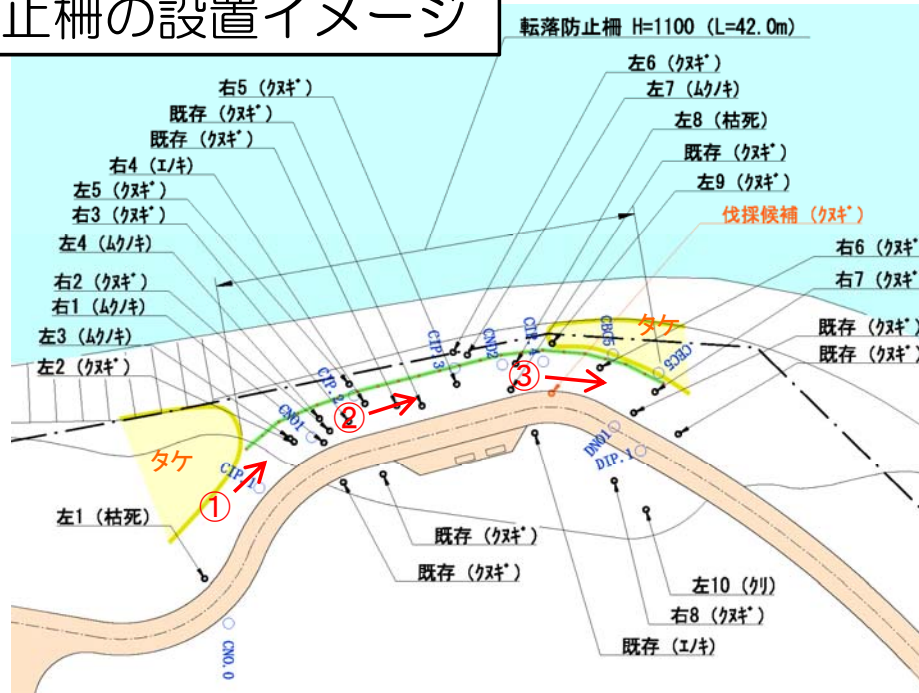 止柵の設置イメージ
転落防止柵 H=1100 (L=42.0m)
左6 (ｸﾇｷﾞ)
左7 (ﾑｸﾉｷ)
左8 (枯死)
既存 (ｸﾇｷﾞ)
左9 (ｸﾇｷﾞ)
伐採候補 (ｸﾇｷﾞ)
右6 (ｸﾇｷﾞ
右7 (ｸﾇｷﾞ
既存 (ｸﾇｷﾞ)
既存 (ｸﾇｷﾞ)
右5 (ｸﾇｷﾞ)
既存 (ｸﾇｷﾞ)
既存 (ｸﾇｷﾞ)
右4 (ｴﾉｷ)
左5 (ｸﾇｷﾞ)
右3 (ｸﾇｷﾞ)
左4 (ﾑｸﾉｷ)
右2 (ｸﾇｷﾞ)
右1 (ﾑｸﾉｷ)
左3 (ﾑｸﾉｷ)
左2 (ｸﾇｷﾞ)
タケ
CIP.3
CNO2
CIP.4
CBC5
タケ
.CBC5
CIP.2
CNO1
②
③
CIP.1
①
DNO1
DIP.1
左1 (枯死)
既存 (ｸﾇｷﾞ)
既存 (ｸﾇｷﾞ)
左10 (ｸﾘ)
右8 (ｸﾇｷﾞ)
既存 (ｴﾉｷ)
CNO.0